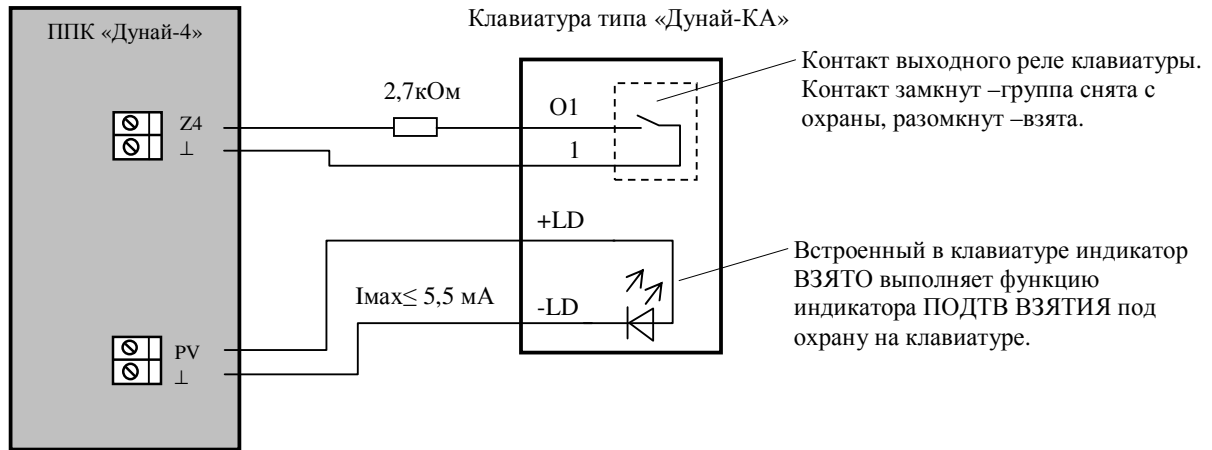 ППК «Дунай-4»
Клавиатура типа «Дунай-КА»
Контакт выходного реле клавиатуры.
Контакт замкнут –группа снята с
охраны, разомкнут –взята.
2,7кОм
Z4
⊥
O1
1
+LD
-LD
Iмах≤ 5,5 мА
PV
⊥
Встроенный в клавиатуре индикатор
ВЗЯТО выполняет функцию
индикатора ПОДТВ ВЗЯТИЯ под
охрану на клавиатуре.